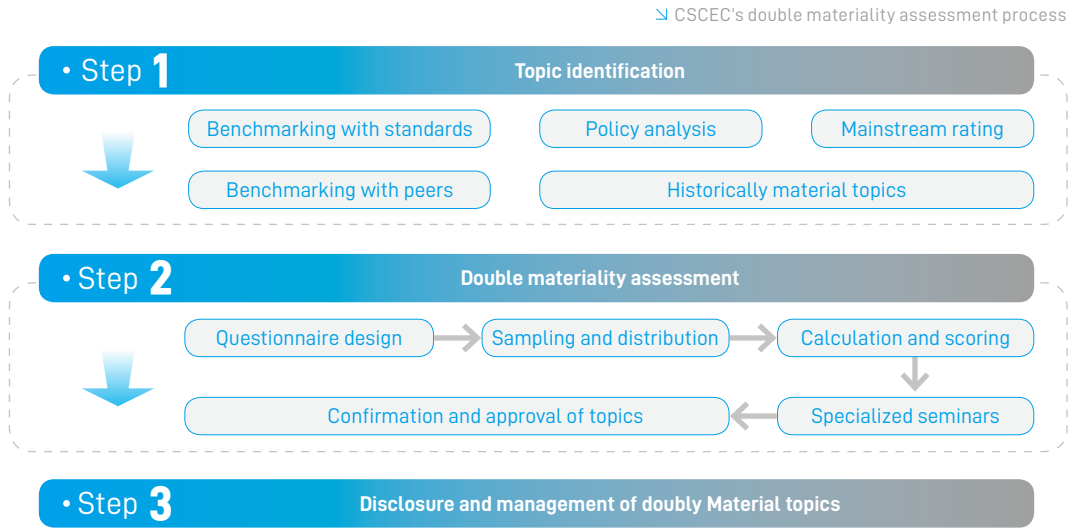 CSCEC's double materiality assessment process
• Step 1
Topic identification
Benchmarking with standards
Policy analysis
Mainstream rating
Benchmarking with peers
Historically material topics
• Step 2
Double materiality assessment
Questionnaire design
Sampling and distribution
Calculation and scoring
Confirmation and approval of topics
Specialized seminars
• Step 3
Disclosure and management of doubly Material topics